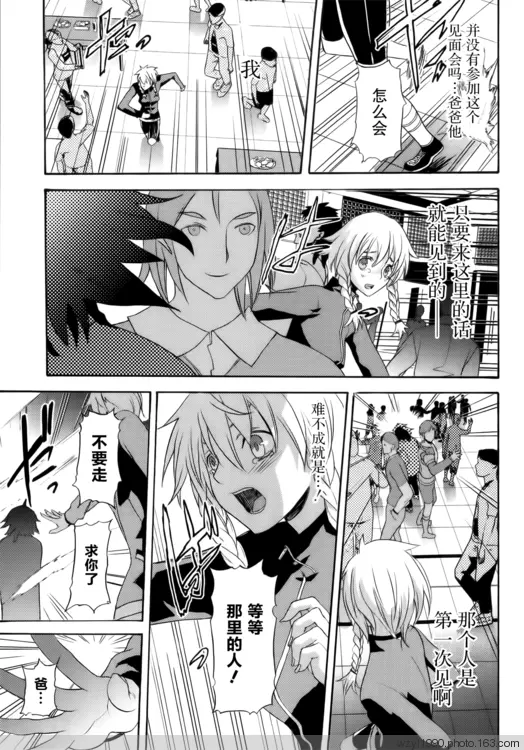 并没有参加这个
见面会吗…爸爸他
怎么会
我
只要来这里的话
就能见到的——
那个人是
第一次见啊
难不成就是…！
等等
那里的人！
不要走
求你了
爸…